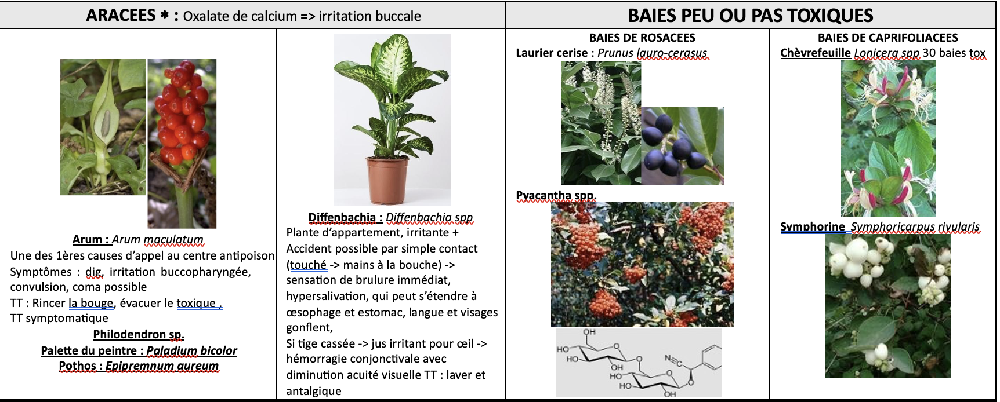 ARACEES * : Oxalate de calcium => irritation buccale
Arum : Arum maculatum
Une des 1ères causes d’appel au centre antipoison
Symptômes : dig, irritation buccopharyngée,
convulsion, coma possible
TT : Rincer la bouge, évacuer le toxique ,
TT symptomatique
Philodendron sp.
Palette du peintre : Paladium bicolor
Pothos : Epipremnum aureum
Diffenbachia : Diffenbachia spp
Plante d’appartement, irritante +
Accident possible par simple contact
(touché -> mains à la bouche) ->
sensation de brulure immédiat,
hypersalivation, qui peut s’étendre à
œsophage et estomac, langue et visages
gonflent,
Si tige cassée -> jus irritant pour œil ->
hémorragie conjonctivale avec
diminution acuité visuelle TT : laver et
antalgique
BAIES PEU OU PAS TOXIQUES
BAIES DE ROSACEES
Laurier cerise : Prunus lauro-cerasus
Pyacantha spp.
OH
HO
HO
OH
O
O
N
HO
HO
OH
O
O
BAIES DE CAPRIFOLIACEES
Chèvrefeuille Lonicera spp 30 baies tox
Symphorine Symphoricarpus rivularis